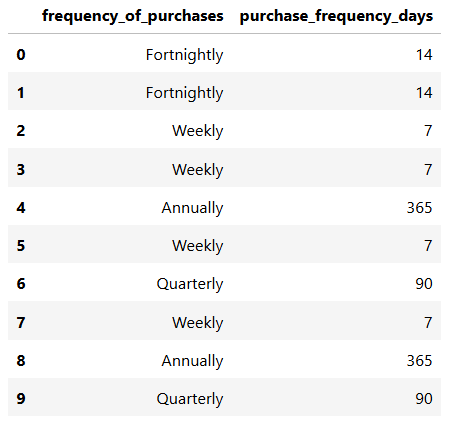 frequency_of_purchases purchase_frequency_days
0 Fortnightly 14
1 Fortnightly 14
2 Weekly 7
3 Weekly 7
4 Annually 365
5 Weekly 7
6 Quarterly 90
7 Weekly 7
8 Annually 365
9 Quarterly 90